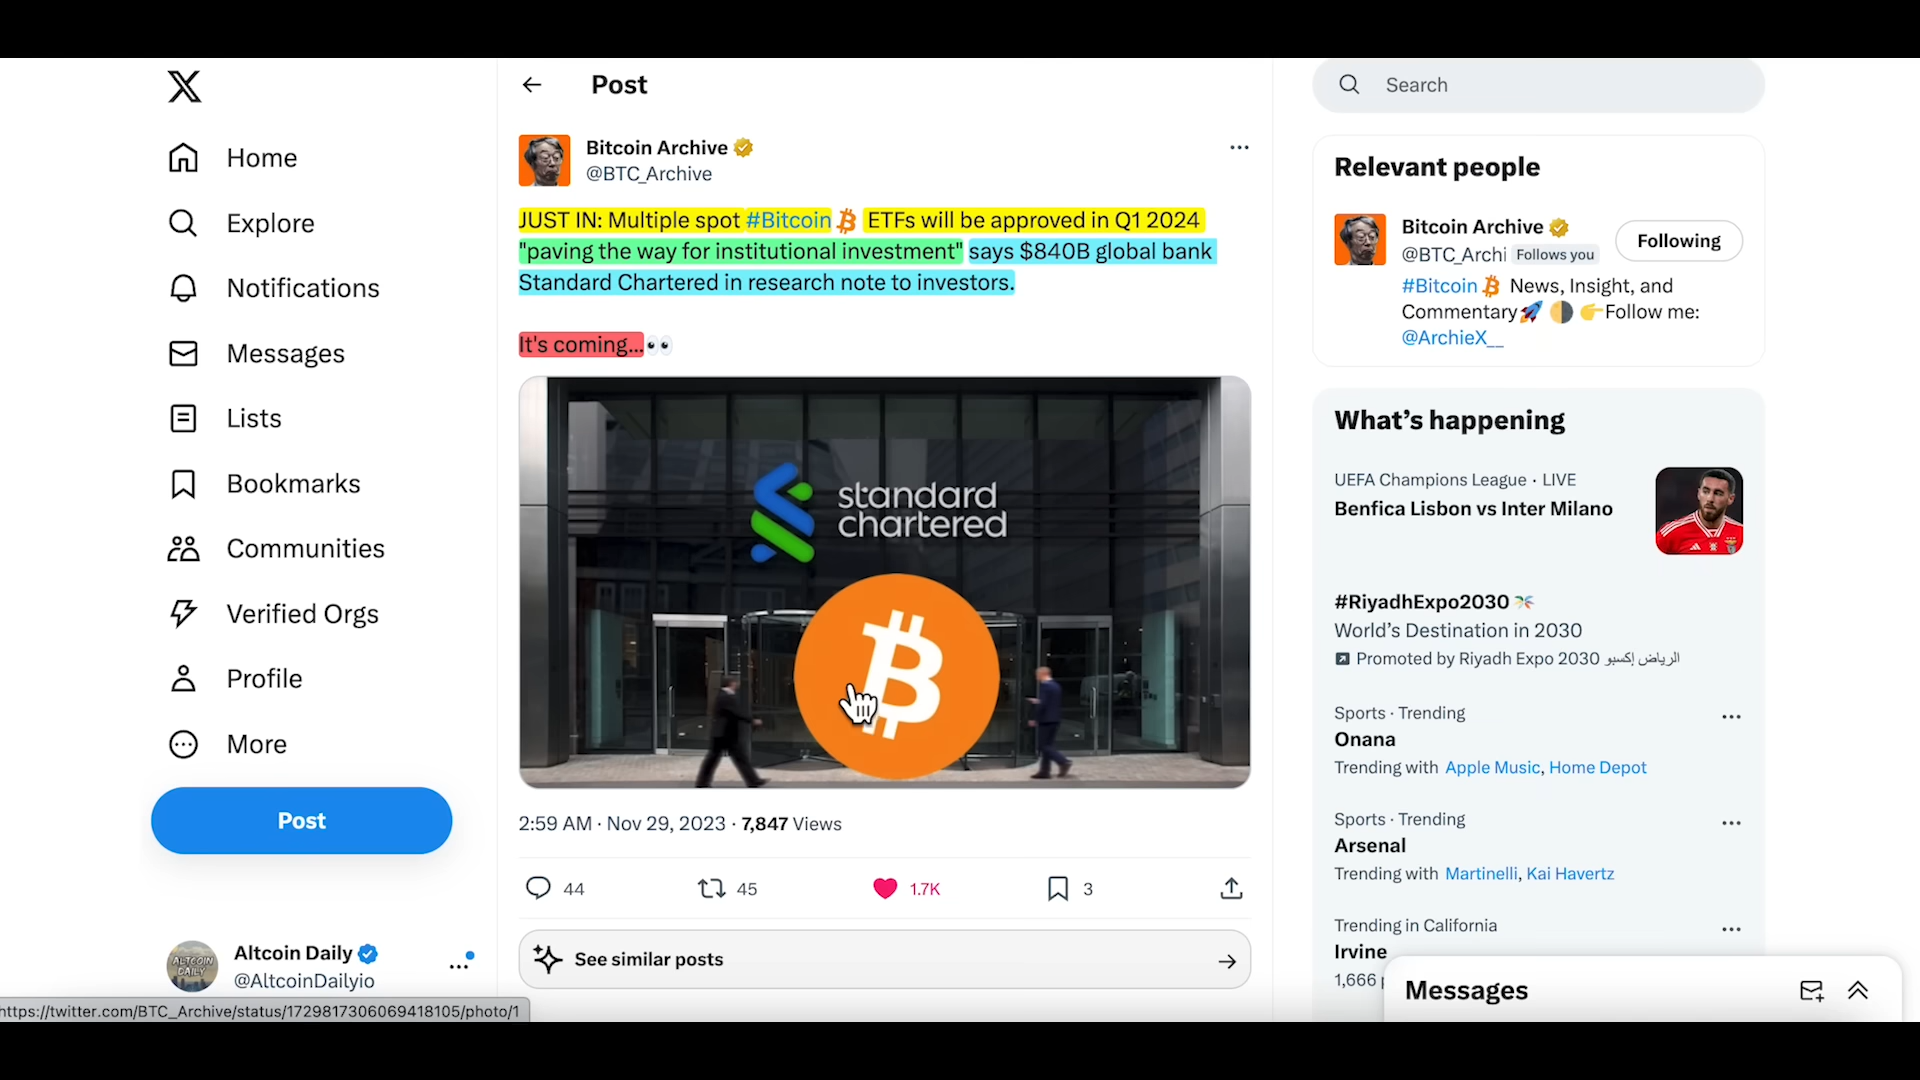 Post
Search
Home
Explore
Notifications
Messages
Lists
Bookmarks
Communities
Verified Orgs
Profile
More
Post
Altcoin Daily
@AltcoinDailyio
Bitcoin Archive
@BTC_Archive
JUST IN: Multiple spot #Bitcoin ETFs will be approved in Q1 2024
"paving the way for institutional investment" says $840B global bank
Standard Chartered in research note to investors.
It's coming...👀
standard
chartered
2:59 AM · Nov 29, 2023 · 7,847 Views
44 45 1.7K 3
See similar posts
Relevant people
Bitcoin Archive
@BTC_Archi Follows you
Following
#Bitcoin News, Insight, and
Commentary🚀 🌗 👉Follow me:
@ArchieX__
What’s happening
UEFA Champions League · LIVE
Benfica Lisbon vs Inter Milano
#RiyadhExpo2030
World’s Destination in 2030
Promoted by Riyadh Expo 2030 الرياض إكسبو
Sports · Trending
Onana
Trending with Apple Music, Home Depot
Sports · Trending
Arsenal
Trending with Martinelli, Kai Havertz
Trending in California
Irvine
1,666
Messages
https://twitter.com/BTC_Archive/status/1729817306069418105/photo/1